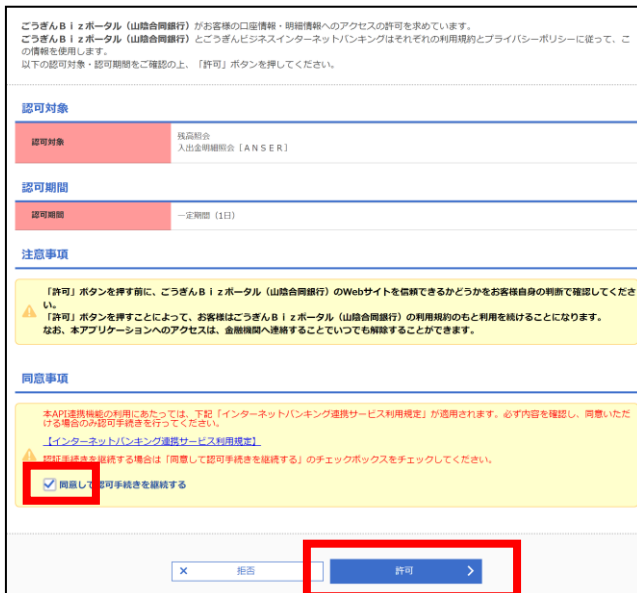 ごうぎんＢｉｚポータル（山陰合同銀行）がお客様の口座情報・明細情報へのアクセスの許可を求めています。
ごうぎんＢｉｚポータル（山陰合同銀行）とごうぎんビジネスインターネットバンキングはそれぞれの利用規約とプライバシーポリシーに従って、こ
の情報を使用します。
以下の認可対象・認可期間をご確認の上、「許可」ボタンを押してください。
認可対象
認可対象
残高照会
入出金明細照会［ＡＮＳＥＲ］
認可期間
認可期間
一定期間（1日）
注意事項
「許可」ボタンを押す前に、ごうぎんＢｉｚポータル（山陰合同銀行）のWebサイトを信頼できるかどうかをお客様自身の判断で確認してくださ
い。
「許可」ボタンを押すことによって、お客様はごうぎんＢｉｚポータル（山陰合同銀行）の利用規約のもと利用を続けることになります。
なお、本アプリケーションへのアクセスは、金融機関へ連絡することでいつでも解除することができます。
同意事項
本API連携機能の利用にあたっては、下記「インターネットバンキング連携サービス利用規定」が適用されます。必ず内容を確認し、同意いただ
ける場合のみ認可手続きを行ってください。
【インターネットバンキング連携サービス利用規定】
認証手続きを継続する場合は「同意して認可手続きを継続する」のチェックボックスをチェックしてください。
同意して認可手続きを継続する
拒否
許可